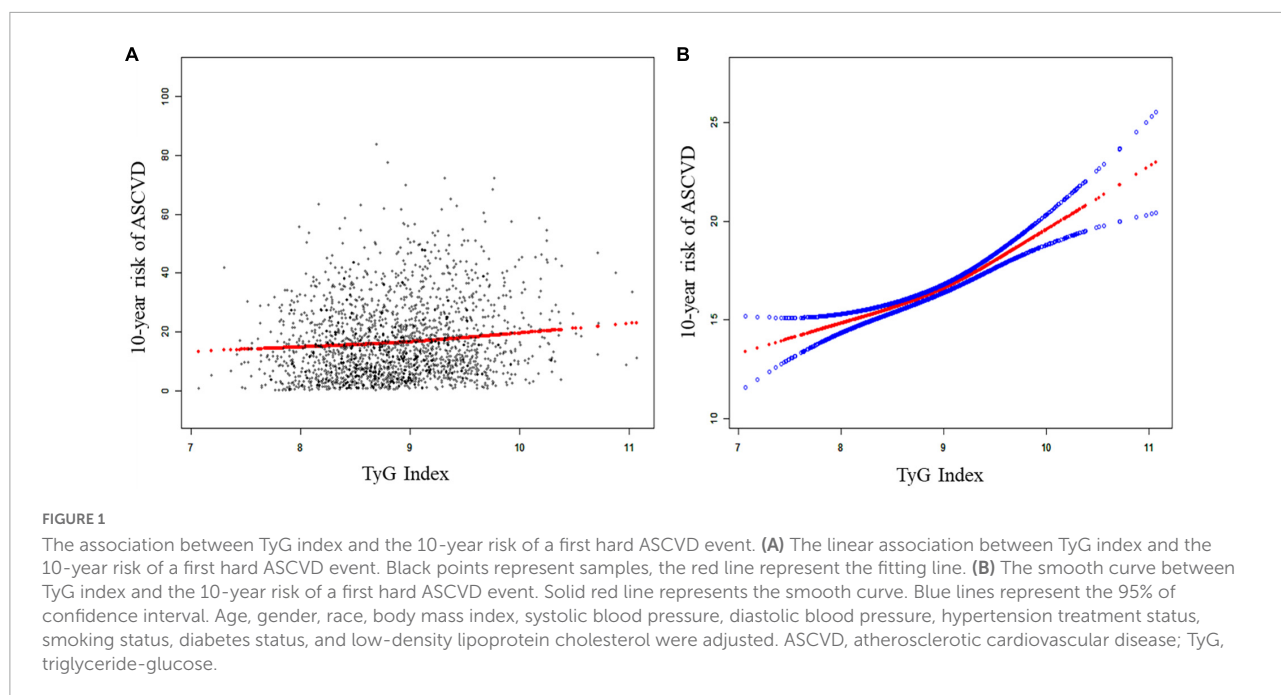 A
100
80
60
40
20
0
10-year risk of ASCVD
7 8 9 10 11
TyG Index
B
25
20
15
10
10-year risk of ASCVD
7 8 9 10 11
TyG Index
FIGURE 1
The association between TyG index and the 10-year risk of a first hard ASCVD event. (A) The linear association between TyG index and the
10-year risk of a first hard ASCVD event. Black points represent samples, the red line represent the fitting line. (B) The smooth curve between
TyG index and the 10-year risk of a first hard ASCVD event. Solid red line represents the smooth curve. Blue lines represent the 95% of
confidence interval. Age, gender, race, body mass index, systolic blood pressure, diastolic blood pressure, hypertension treatment status,
smoking status, diabetes status, and low-density lipoprotein cholesterol were adjusted. ASCVD, atherosclerotic cardiovascular disease; TyG,
triglyceride-glucose.